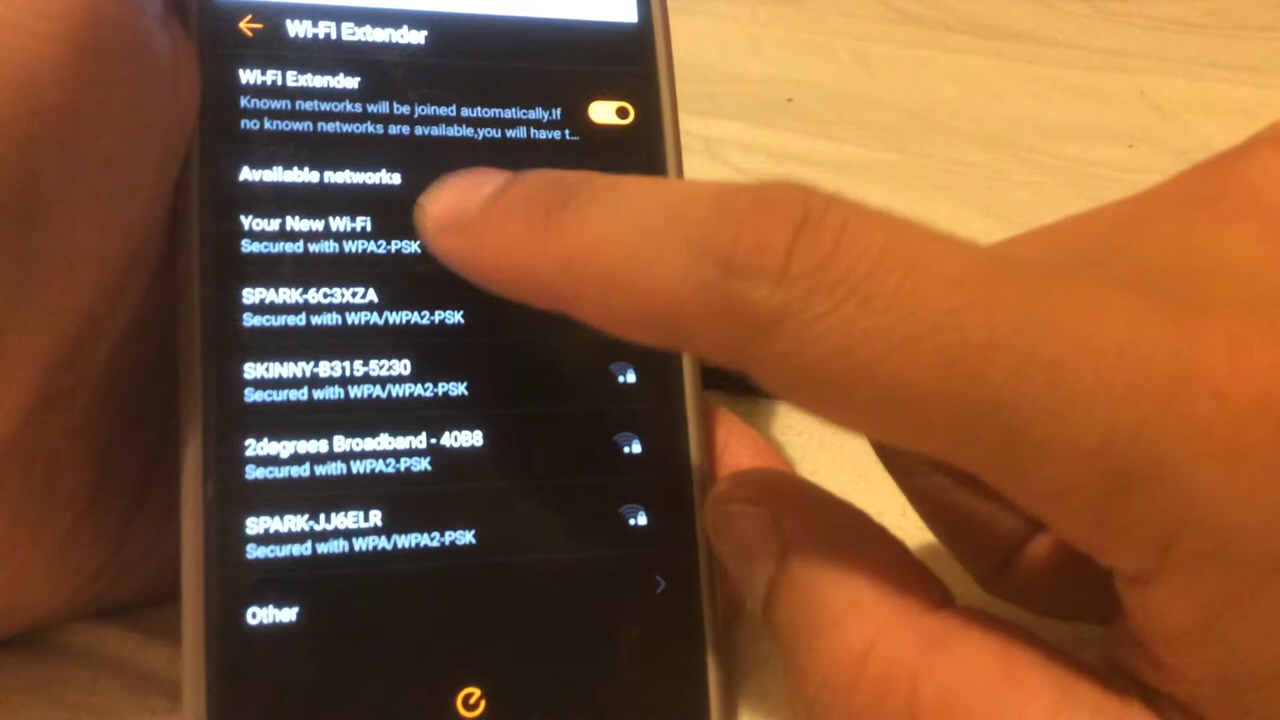 Wi-Fi Extender
Wi-Fi Extender
Known networks will be joined automatically.If
no known networks are available,you will have t...
Available networks
Your New Wi-Fi
Secured with WPA2-PSK
SPARK-6C3XZA
Secured with WPA/WPA2-PSK
SKINNY-B315-5230
Secured with WPA/WPA2-PSK
2degrees Broadband - 40B8
Secured with WPA2-PSK
SPARK-JJ6ELR
Secured with WPA/WPA2-PSK
Other